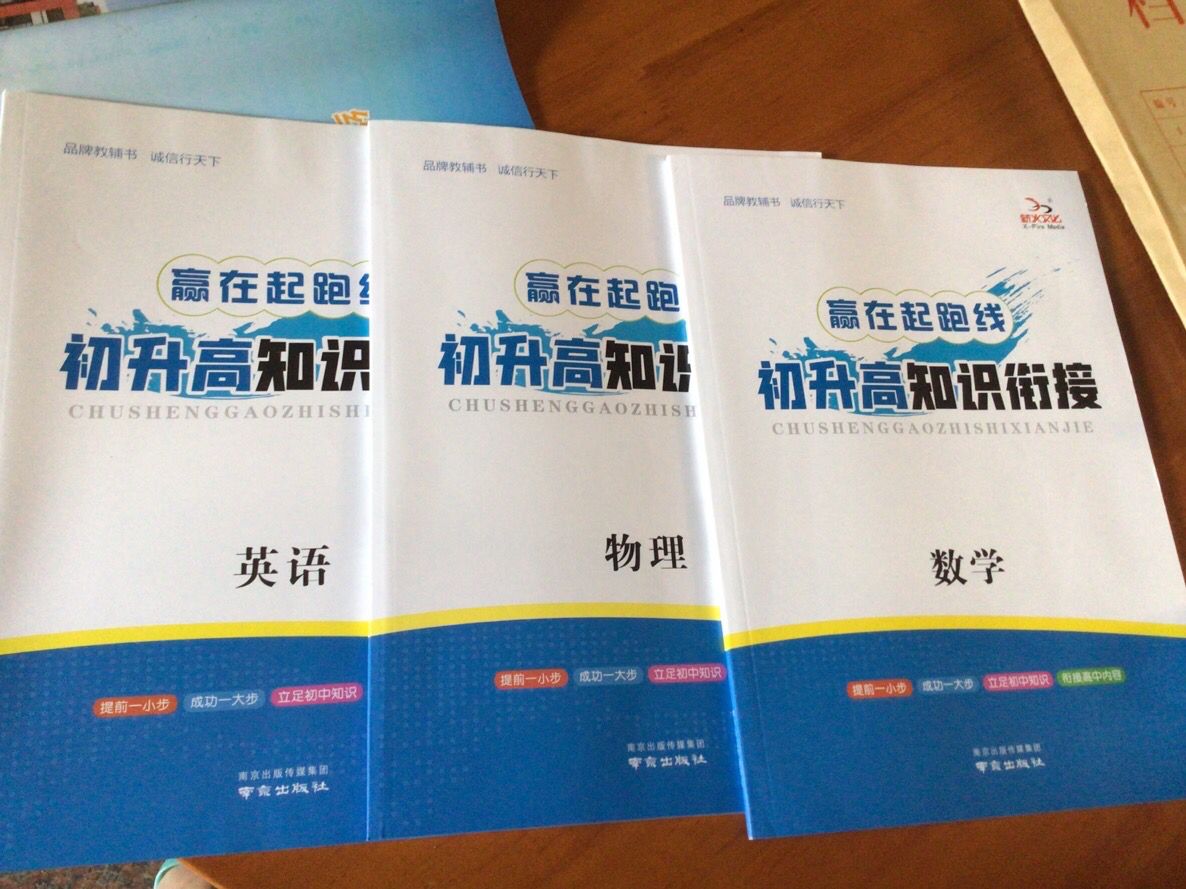 品牌教辅书 诚信行天下
赢在起跑
初升高知识
CHUSHENGGAOZHISHI
英语
提前一小步 成功一大步 立足初中知识
南京出版传媒集团
南京出版社
品牌教辅书 诚信行天下
赢在起跑
初升高知识
CHUSHENGGAOZHISH
物理
提前一小步 成功一大步 立足初中知识
南京出版传媒集团
南京出版社
品牌教辅书 诚信行天下
新火文化
X-Fire Media
赢在起跑线
初升高知识衔接
CHUSHENGGAOZHISHIXIANJIE
数学
提前一小步 成功一大步 立足初中知识 衔接高中内容
南京出版传媒集团
南京出版社
编号